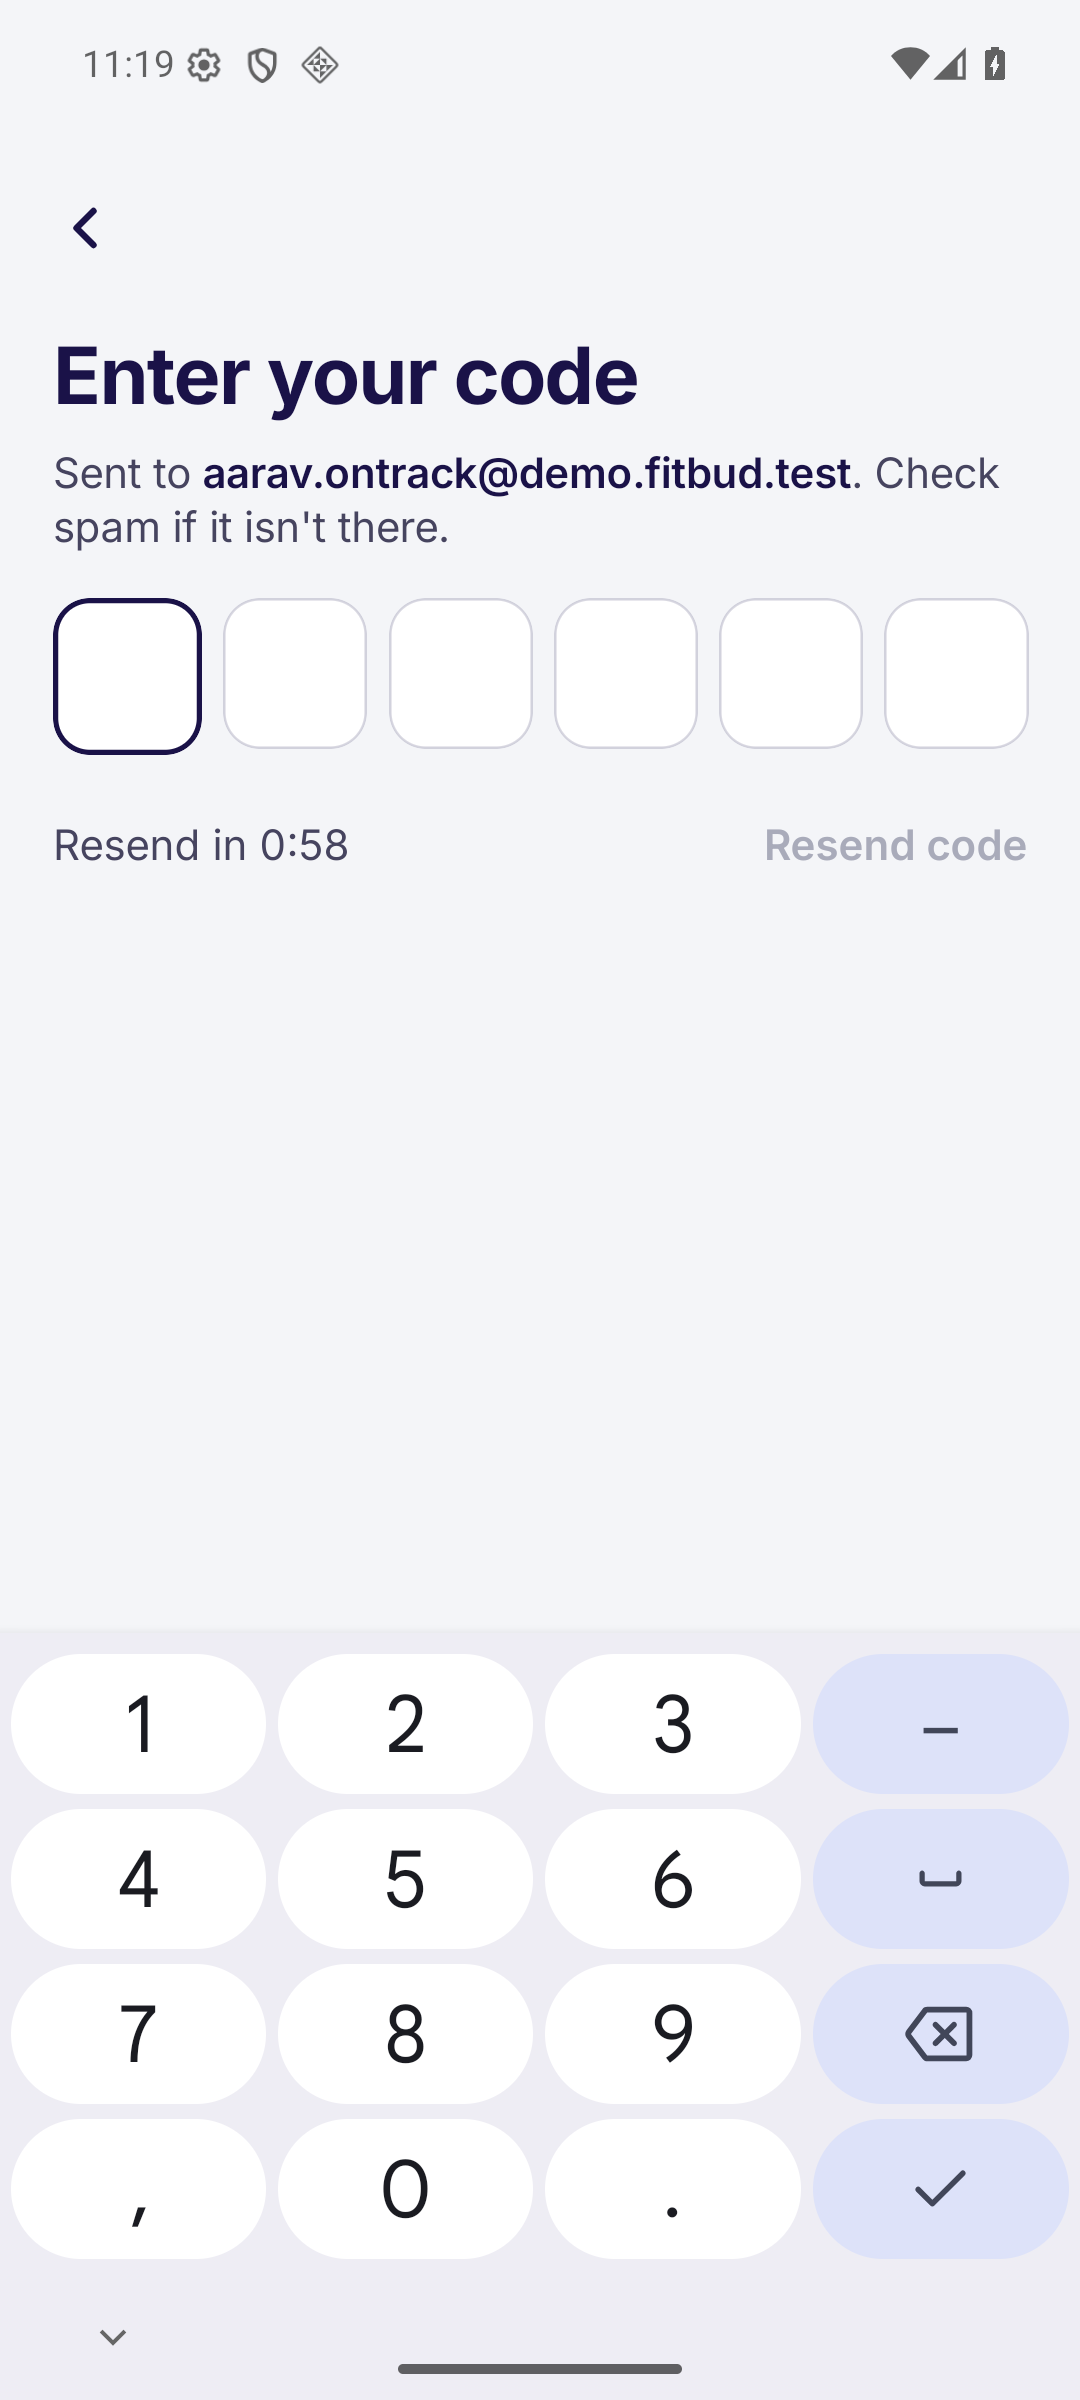 11:19
Enter your code
Sent to aarav.ontrack@demo.fitbud.test. Check
spam if it isn't there.
Resend in 0:58 Resend code
1 2 3 –
4 5 6
7 8 9
, 0 .